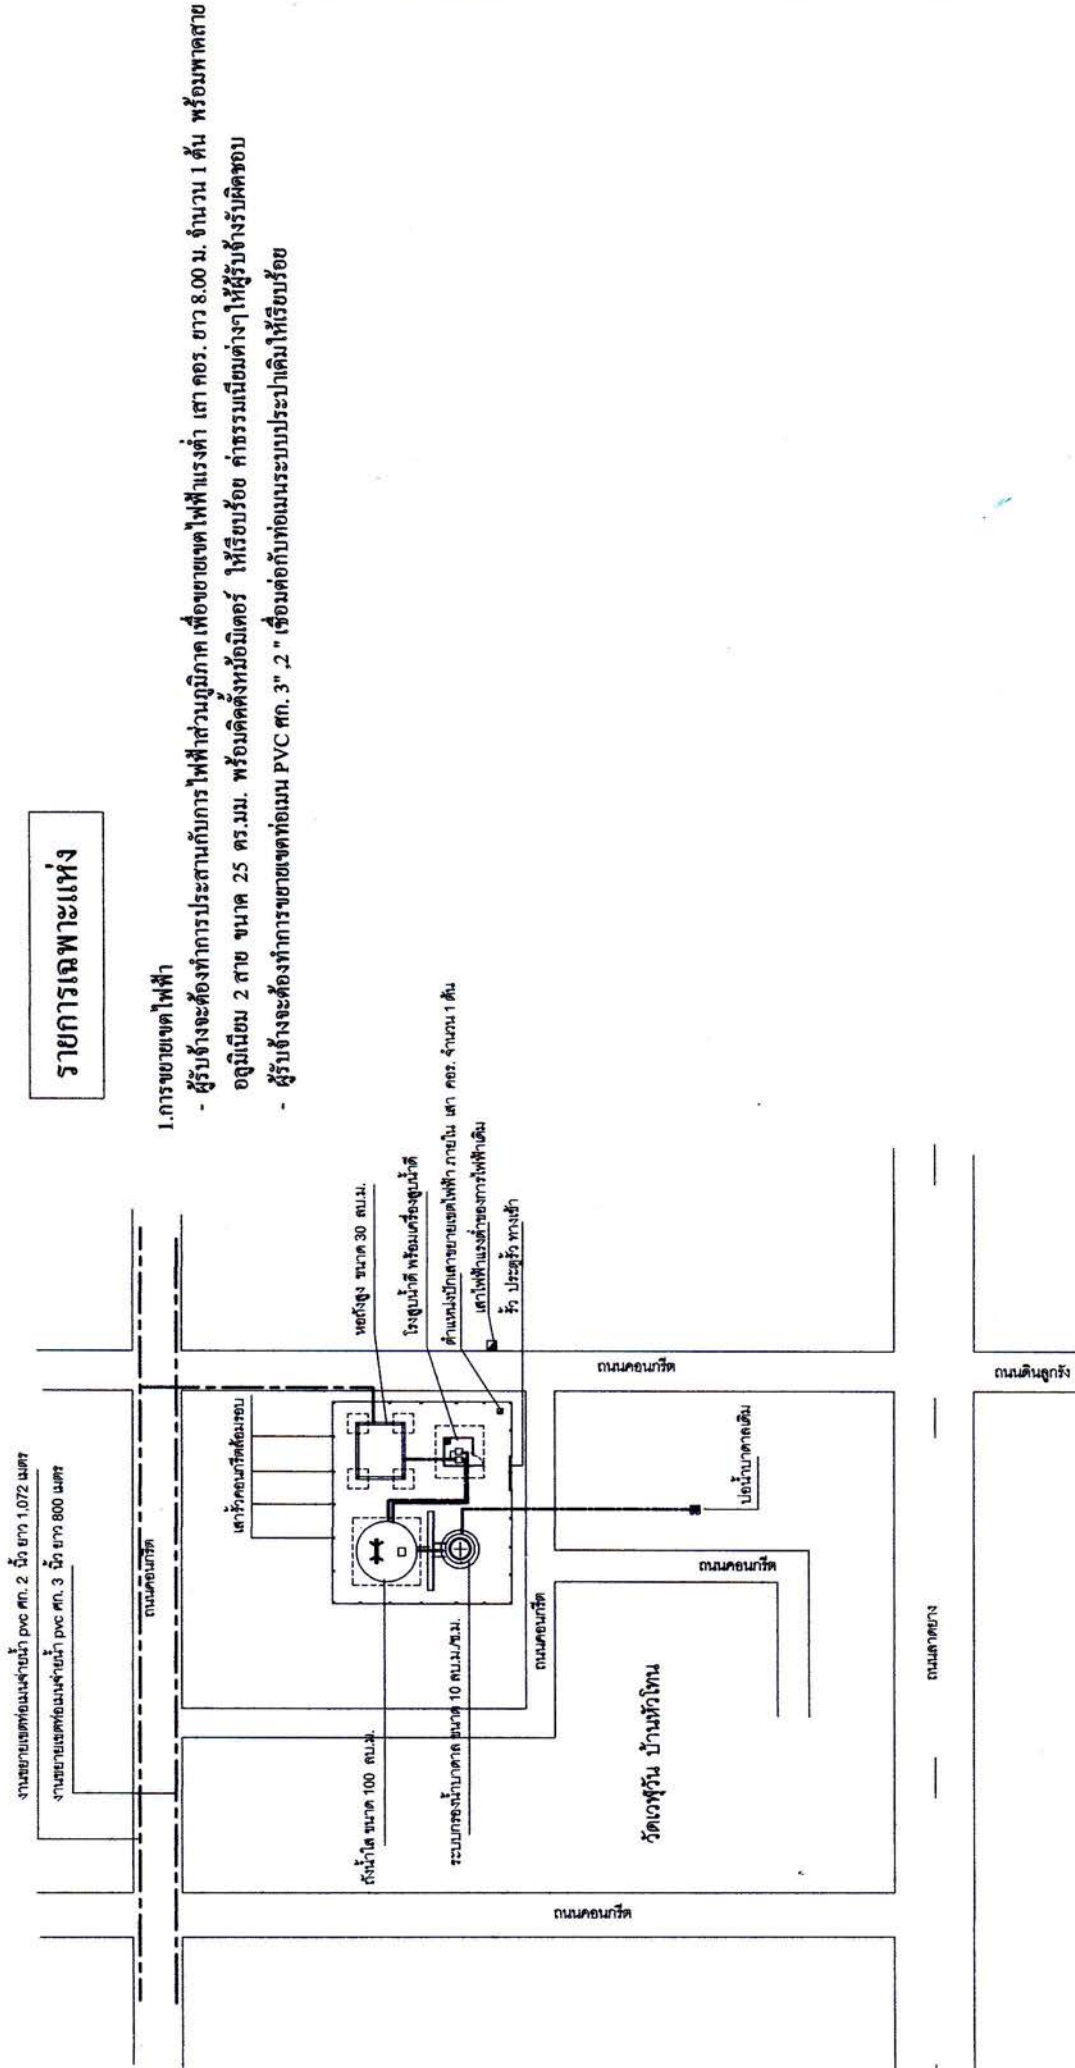 รายการเฉพาะแห่ง
1.การขยายเขตไฟฟ้า
- ผู้รับจ้างจะต้องทำการประสานกับการไฟฟ้าส่วนภูมิภาค เพื่อขยายเขตไฟฟ้าแรงต่ำ เสา คอร. ยาว 8.00 ม. จำนวน 1 ต้น พร้อมพาดสาย
อลูมิเนียม 2 สาย ขนาด 25 ตร.มม. พร้อมติดตั้งหม้อมิเตอร์ ให้เรียบร้อย ค่าธรรมเนียมต่างๆ ให้ผู้รับจ้างรับผิดชอบ
- ผู้รับจ้างจะต้องทำการขยายเขตท่อเมน PVC ศก. 3" ,2 " เชื่อมต่อกับท่อเมนระบบประปาเดิมให้เรียบร้อย
งานขยายเขตท่อเมนจ่ายน้ำ pvc ศก. 2 นิ้ว ยาว 1,072 เมตร
งานขยายเขตท่อเมนจ่ายน้ำ pvc ศก. 3 นิ้ว ยาว 800 เมตร
ถนนคอนกรีต
เสารั้วคอนกรีตล้อมรอบ
หอถังสูง ขนาด 30 ลบ.ม.
โรงสูบน้ำดี พร้อมเครื่องสูบน้ำดี
ตำแหน่งปักเสาขยายเขตไฟฟ้า ภายใน เสา คอร. จำนวน 1 ต้น
เสาไฟฟ้าแรงต่ำของการไฟฟ้าเดิม
รั้ว ประตูรั้ว ทางเข้า
ถังน้ำใส ขนาด 100 ลบ.ม.
ระบบกรองน้ำบาดาล ขนาด 10 ลบ.ม./ช.ม.
ถนนคอนกรีต
ถนนคอนกรีต
ถนนคอนกรีต
บ่อน้ำบาดาลเดิม
วัดเวฬุวัน บ้านหัวโทน
ถนนคอนกรีต
ถนนลาดยาง
ถนนดินลูกรัง